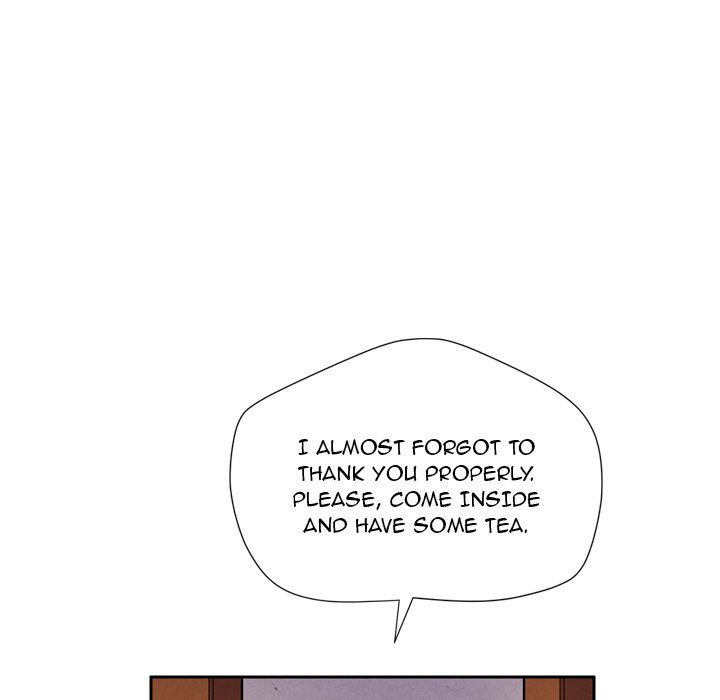 I ALMOST FORGOT TO
THANK YOU PROPERLY.
PLEASE, COME INSIDE
AND HAVE SOME TEA.